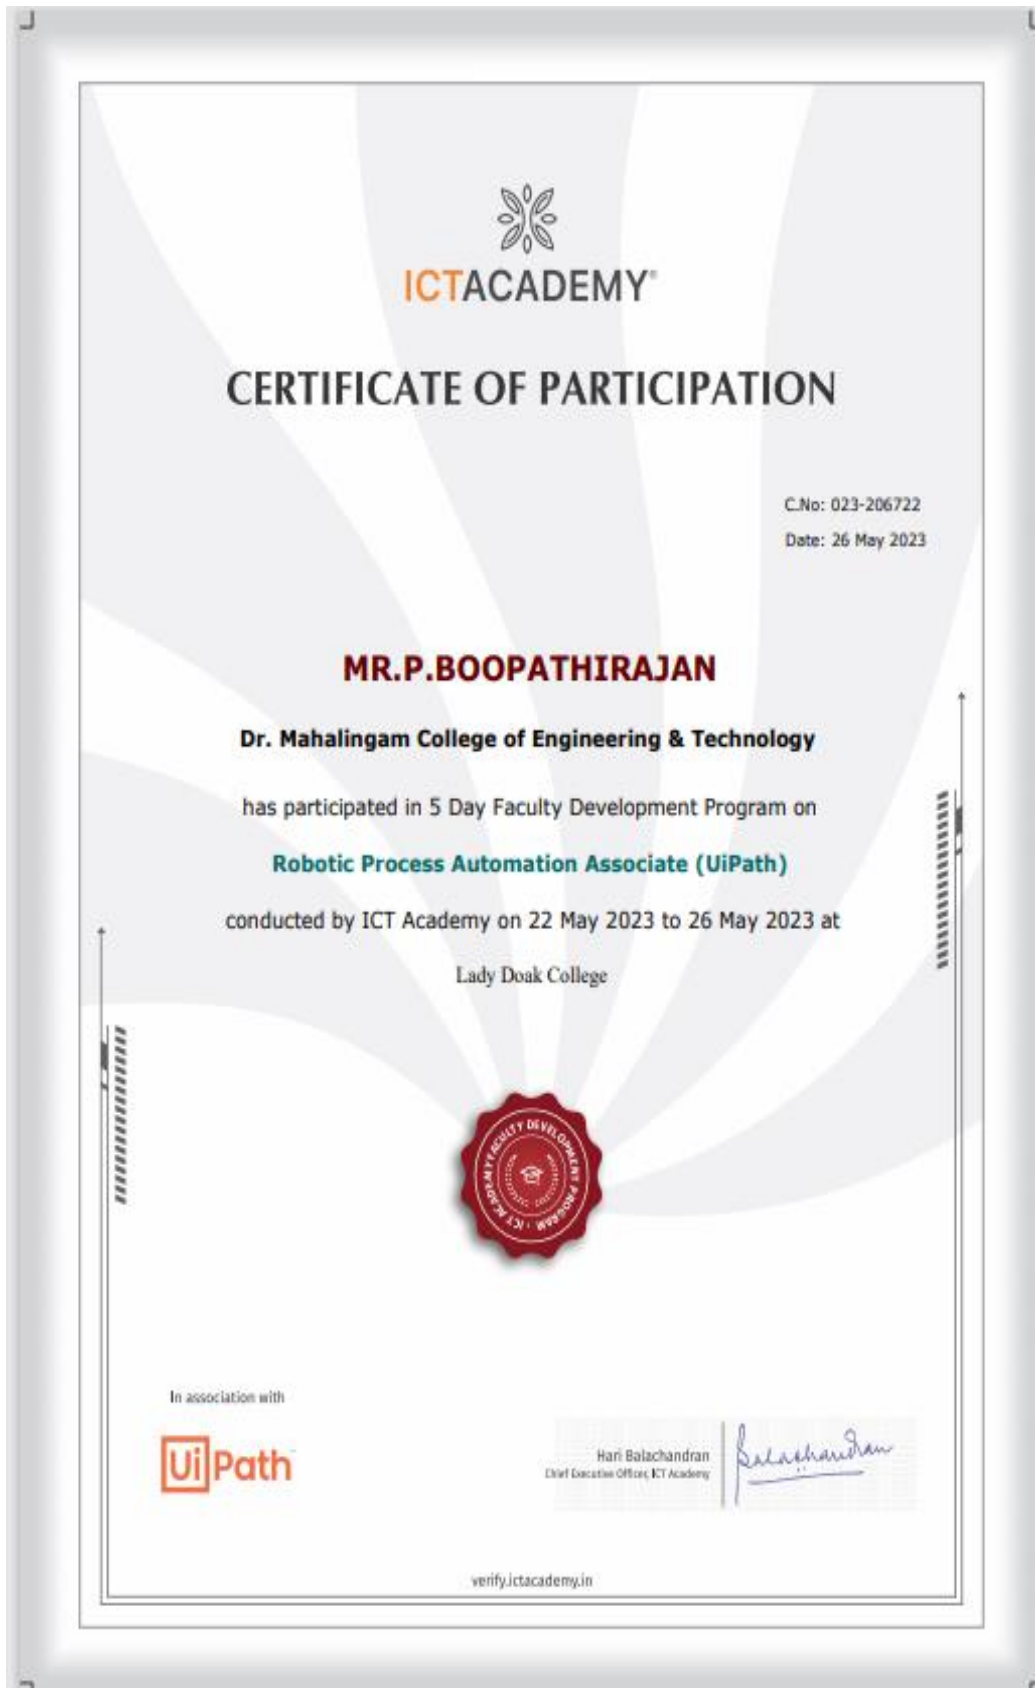 ICTACADEMY®
CERTIFICATE OF PARTICIPATION
C.No: 023-206722
Date: 26 May 2023
MR.P.BOOPATHIRAJAN
Dr. Mahalingam College of Engineering & Technology
has participated in 5 Day Faculty Development Program on
Robotic Process Automation Associate (UiPath)
conducted by ICT Academy on 22 May 2023 to 26 May 2023 at
Lady Doak College
ICT ACADEMY FACULTY DEVELOPMENT PROGRAM
In association with
UiPath
Hari Balachandran
Chief Executive Officer, ICT Academy
Balachandran
verify.ictacademy.in